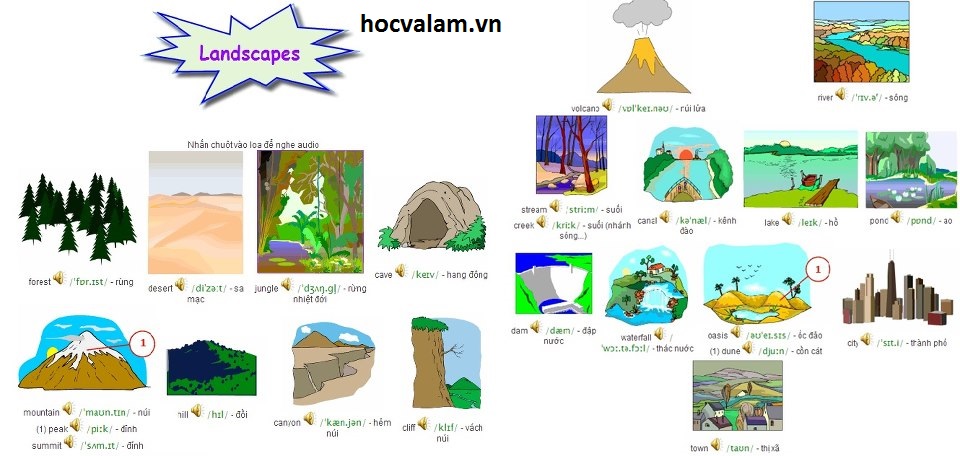 hocvalam.vn
Landscapes
Nhấn chuột vào loa để nghe audio
volcano /vɒlˈkeɪ.nəʊ/ - núi lửa
river /ˈrɪv.əʳ/ - sông
stream /striːm/ - suối
creek /kriːk/ - suối (nhánh
sông...)
canal /kəˈnæl/ - kênh
đào
lake /leɪk/ - hồ
pond /pɒnd/ - ao
forest /ˈfɒr.ɪst/ - rừng
desert /dɪˈzɜːt/ - sa
mạc
jungle /ˈdʒʌŋ.gl̩/ - rừng
nhiệt đới
cave /keɪv/ - hang động
dam /dæm/ - đập
nước
waterfall /
ˈwɔː.tə.fɔːl/ - thác nước
1
oasis /əʊˈeɪ.sɪs/ - ốc đảo
(1) dune /djuːn/ - cồn cát
city /ˈsɪt.i/ - thành phố
1
mountain /ˈmaʊn.tɪn/ - núi
(1) peak /piːk/ - đỉnh
summit /ˈsʌm.ɪt/ - đỉnh
hill /hɪl/ - đồi
canyon /ˈkæn.jən/ - hẻm
núi
cliff /klɪf/ - vách
núi
town /taʊn/ - thị xã